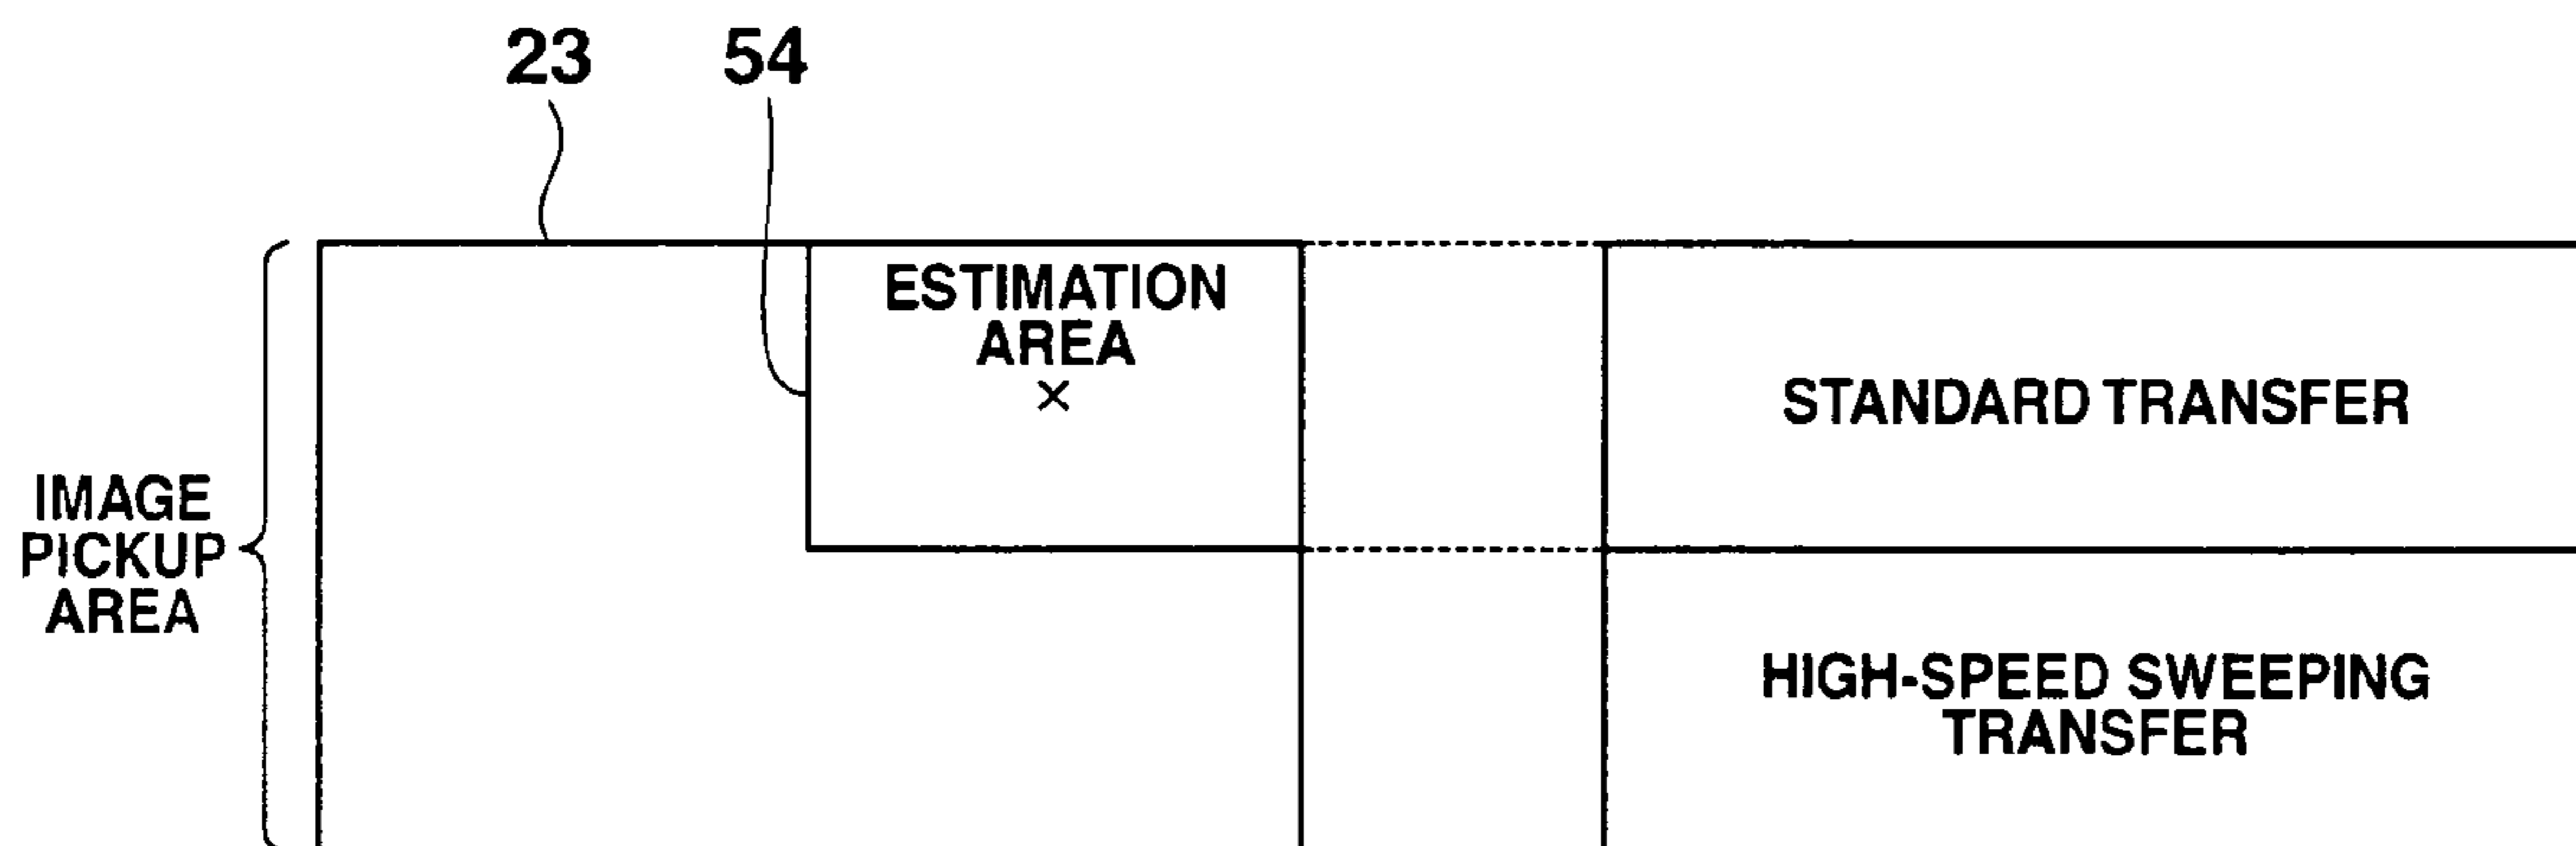 23
54
ESTIMATION
AREA
×
STANDARD TRANSFER
IMAGE
PICKUP
AREA
HIGH-SPEED SWEEPING
TRANSFER